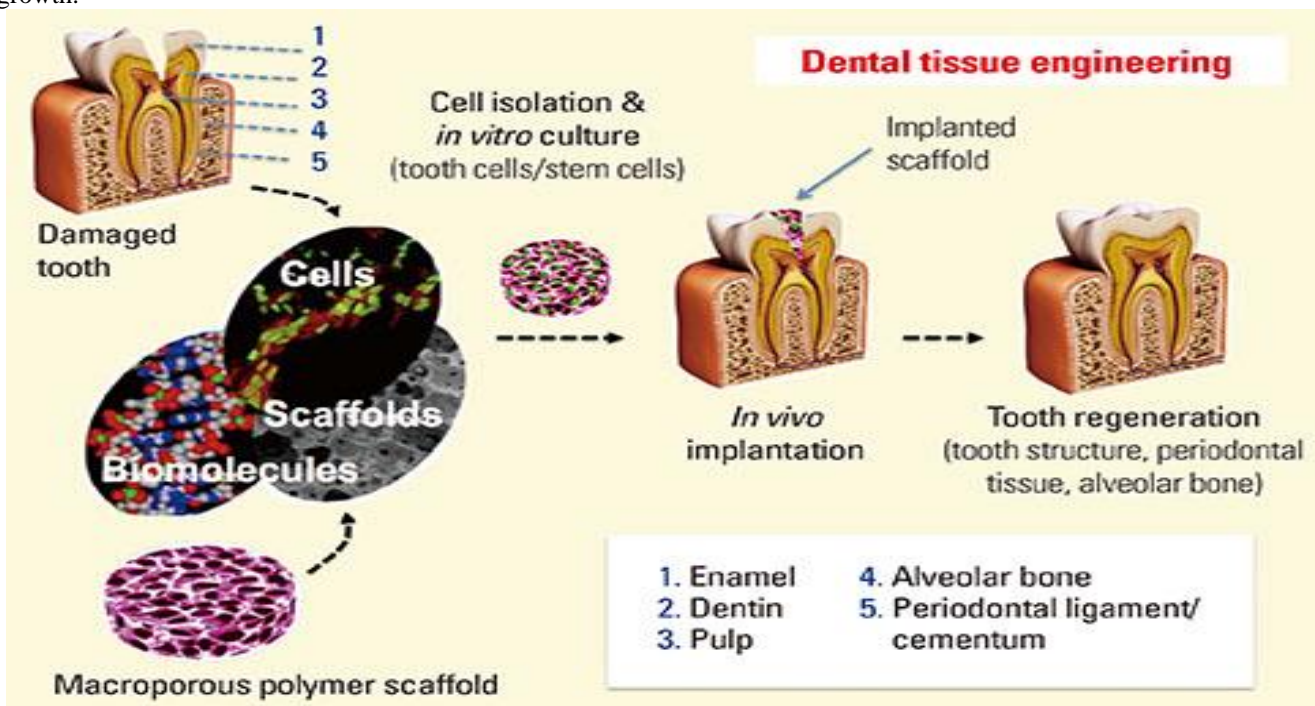 growth.
1
2
3
4
5
Damaged
tooth
Dental tissue engineering
Cell isolation &
in vitro culture
(tooth cells/stem cells)
Implanted
scaffold
Cells
Scaffolds
Biomolecules
In vivo
implantation
Tooth regeneration
(tooth structure, periodontal
tissue, alveolar bone)
Macroporous polymer scaffold
1. Enamel
2. Dentin
3. Pulp
4. Alveolar bone
5. Periodontal ligament/
cementum